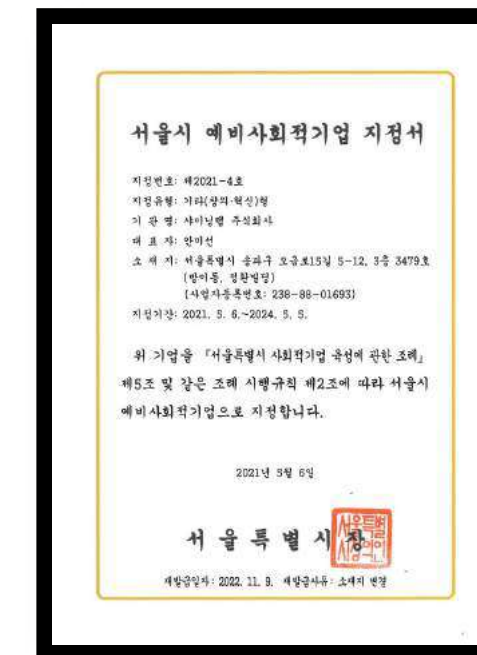 서울시 예비사회적기업 지정서
지정번호: 제2021-4호
지정유형: 기타(창의·혁신)형
기 관 명: 샤이닝랩 주식회사
대 표 자: 안미선
소 재 지: 서울특별시 송파구 오금로15길 5-12, 3층 3479호
(방이동, 정환빌딩)
(사업자등록번호: 238-88-01693)
지정기간: 2021. 5. 6.~2024. 5. 5.
위 기업을 「서울특별시 사회적기업 육성에 관한 조례」
제5조 및 같은 조례 시행규칙 제2조에 따라 서울시
예비사회적기업으로 지정합니다.
2021년 5월 6일
서 울 특 별 시 장
서울특별
시장의인
재발급일자: 2022. 11. 9. 재발급사유: 소재지 변경